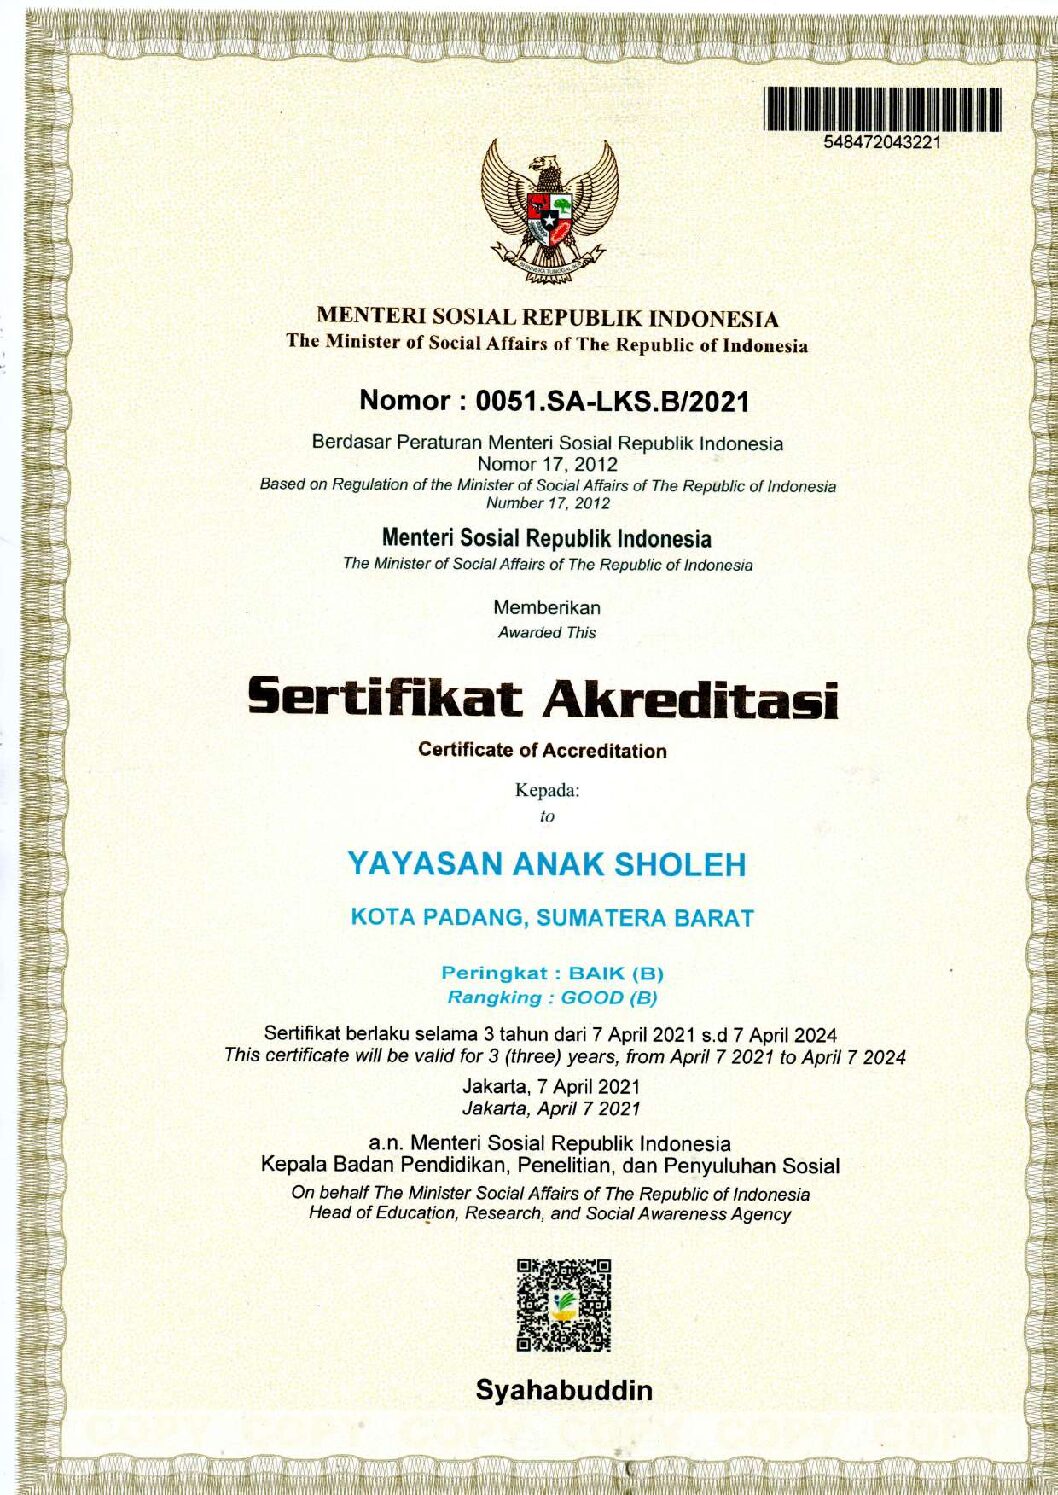 548472043221
MENTERI SOSIAL REPUBLIK INDONESIA
The Minister of Social Affairs of The Republic of Indonesia
Nomor : 0051.SA-LKS.B/2021
Berdasar Peraturan Menteri Sosial Republik Indonesia
Nomor 17, 2012
Based on Regulation of the Minister of Social Affairs of The Republic of Indonesia
Number 17, 2012
Menteri Sosial Republik Indonesia
The Minister of Social Affairs of The Republic of Indonesia
Memberikan
Awarded This
Sertifikat Akreditasi
Certificate of Accreditation
Kepada:
to
YAYASAN ANAK SHOLEH
KOTA PADANG, SUMATERA BARAT
Peringkat : BAIK (B)
Rangking : GOOD (B)
Sertifikat berlaku selama 3 tahun dari 7 April 2021 s.d 7 April 2024
This certificate will be valid for 3 (three) years, from April 7 2021 to April 7 2024
Jakarta, 7 April 2021
Jakarta, April 7 2021
a.n. Menteri Sosial Republik Indonesia
Kepala Badan Pendidikan, Penelitian, dan Penyuluhan Sosial
On behalf The Minister Social Affairs of The Republic of Indonesia
Head of Education, Research, and Social Awareness Agency
Syahabuddin
COPY COPY COPY COPY COPY